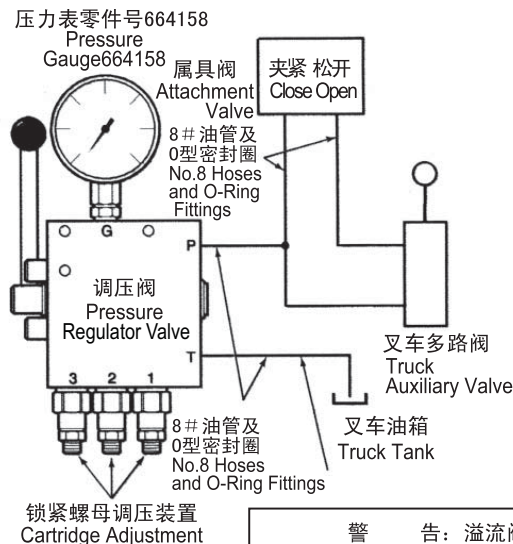 压力表零件号664158
Pressure
Gauge664158
属具阀
Attachment
Valve
夹紧 松开
Close Open
8#油管及
0型密封圈
No.8 Hoses
and O-Ring
Fittings
G
P
调压阀
Pressure
Regulator Valve
T
3 2 1
叉车多路阀
Truck
Auxiliary Valve
8#油管及
0型密封圈
No.8 Hoses
and O-Ring Fittings
叉车油箱
Truck Tank
锁紧螺母调压装置
Cartridge Adjustment
警 告：溢流阀